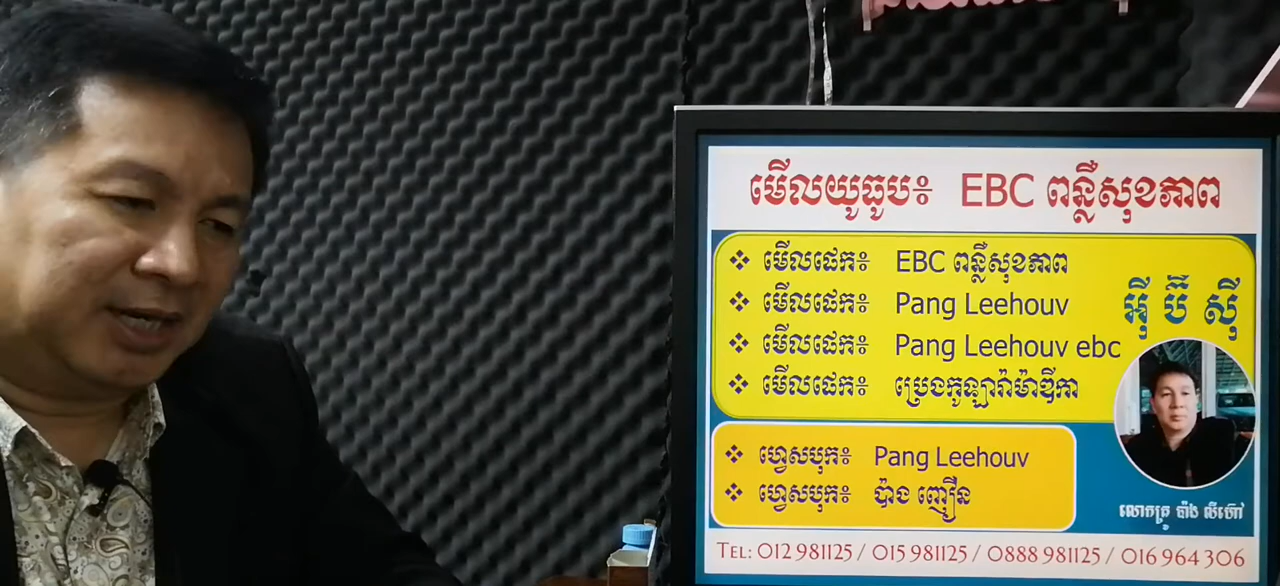 មើលយូធូប៖ EBC ពន្លឺសុខភាព
❖ មើលផេក៖ EBC ពន្លឺសុខភាព
❖ មើលផេក៖ Pang Leehouv
❖ មើលផេក៖ Pang Leehouv ebc
❖ មើលផេក៖ ប្រេងកូឡារ៉ាម៉ាឌីកា
អ៊ី ប៊ី ស៊ី
❖ ហ្វេសបុក៖ Pang Leehouv
❖ ហ្វេសបុក៖ ប៉ាង ញឿន
លោកគ្រូ ប៉ាង លីហ៊ៅ
TEL: 012 981125 / 015 981125 / 0888 981125 / 016 964 306